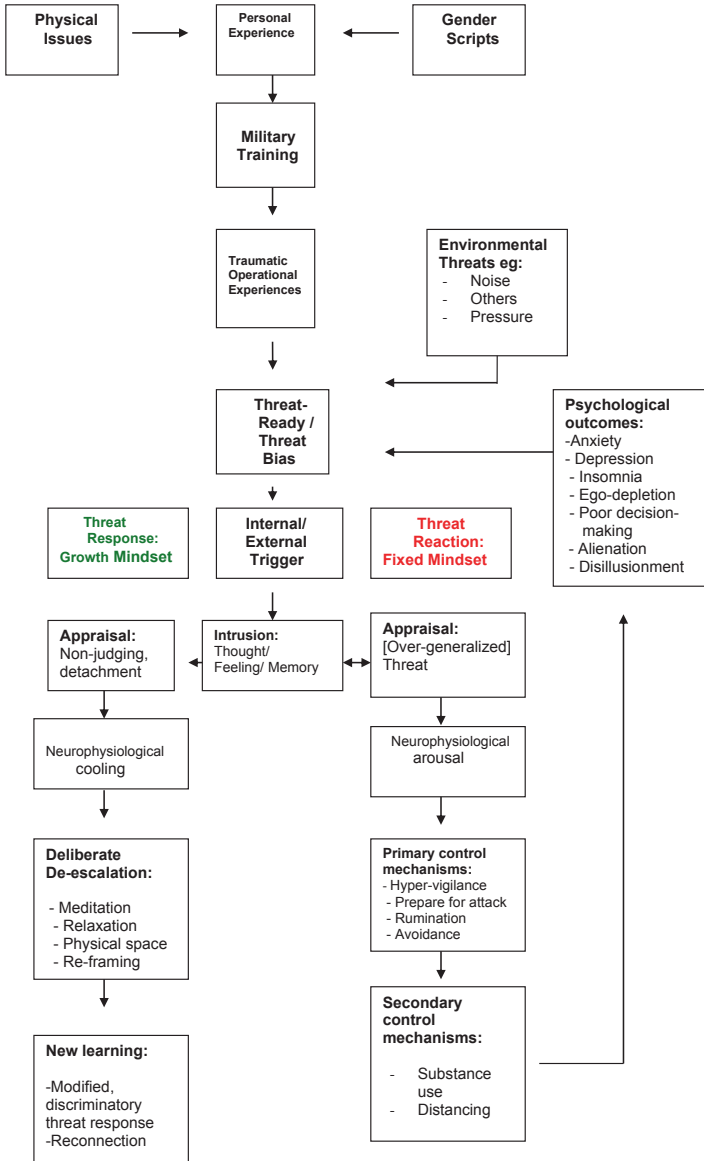 Physical
Issues
Personal
Experience
Gender
Scripts
Military
Training
Traumatic
Operational
Experiences
Environmental
Threats eg:
- Noise
- Others
- Pressure
Threat-
Ready /
Threat
Bias
Psychological
outcomes:
-Anxiety
- Depression
- Insomnia
- Ego-depletion
- Poor decision-
making
- Alienation
- Disillusionment
Threat
Response:
Growth Mindset
Internal/
External
Trigger
Threat
Reaction:
Fixed Mindset
Appraisal:
Non-judging,
detachment
Intrusion:
Thought/
Feeling/ Memory
Appraisal:
[Over-generalized]
Threat
Neurophysiological
cooling
Neurophysiological
arousal
Deliberate
De-escalation:
- Meditation
- Relaxation
- Physical space
- Re-framing
Primary control
mechanisms:
- Hyper-vigilance
- Prepare for attack
- Rumination
- Avoidance
New learning:
-Modified,
discriminatory
threat response
-Reconnection
Secondary
control
mechanisms:
- Substance
use
- Distancing